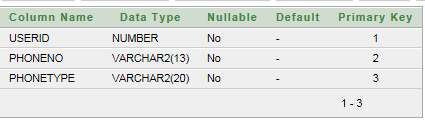 Column Name Data Type Nullable Default Primary Key
USERID NUMBER No - 1
PHONENO VARCHAR2(13) No - 2
PHONETYPE VARCHAR2(20) No - 3
1 - 3